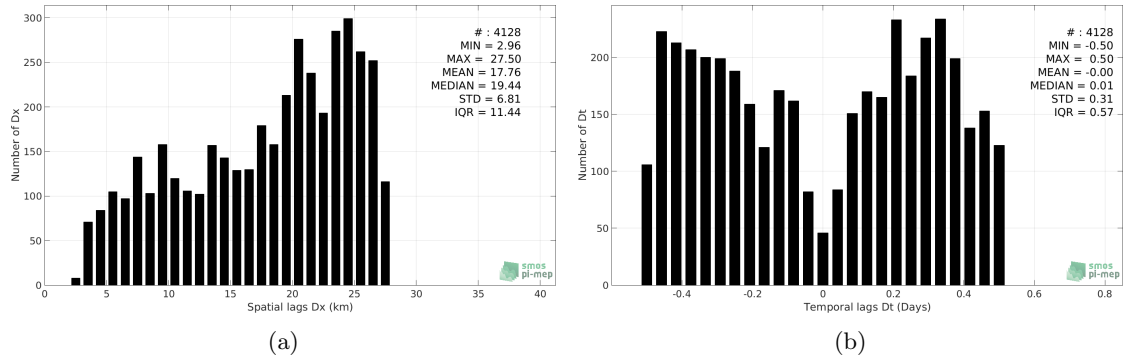 300
250
200
150
100
50
0
Number of Dx
# : 4128
MIN = 2.96
MAX = 27.50
MEAN = 17.76
MEDIAN = 19.44
STD = 6.81
IQR = 11.44
smos
pi-mep
0 5 10 15 20 25 30 35 40
Spatial lags Dx (km)
(a)
200
150
100
50
0
Number of Dt
# : 4128
MIN = -0.50
MAX = 0.50
MEAN = -0.00
MEDIAN = 0.01
STD = 0.31
IQR = 0.57
smos
pi-mep
-0.4 -0.2 0 0.2 0.4 0.6 0.8
Temporal lags Dt (Days)
(b)